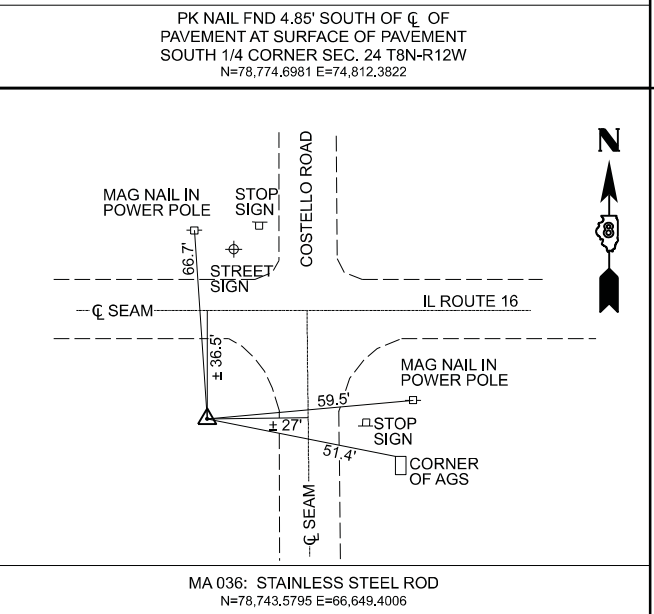 PK NAIL FND 4.85' SOUTH OF ℄ OF
PAVEMENT AT SURFACE OF PAVEMENT
SOUTH 1/4 CORNER SEC. 24 T8N-R12W
N=78,774.6981 E=74,812.3822
N
8
COSTELLO ROAD
MAG NAIL IN
POWER POLE
STOP
SIGN
66.7'
STREET
SIGN
℄ SEAM
IL ROUTE 16
± 36.5'
MAG NAIL IN
POWER POLE
59.5'
± 27'
STOP
SIGN
51.4'
CORNER
OF AGS
℄ SEAM
MA 036: STAINLESS STEEL ROD
N=78,743.5795 E=66,649.4006